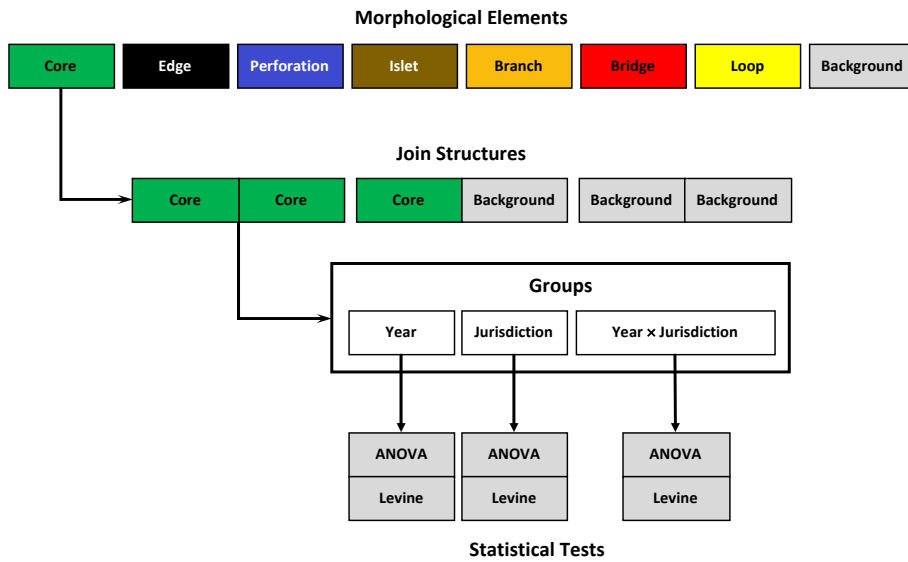 Morphological Elements
Core Edge Perforation Islet Branch Bridge Loop Background
Join Structures
Core Core Core Background Background Background
Groups
Year Jurisdiction Year × Jurisdiction
ANOVA ANOVA ANOVA
Levine Levine Levine
Statistical Tests